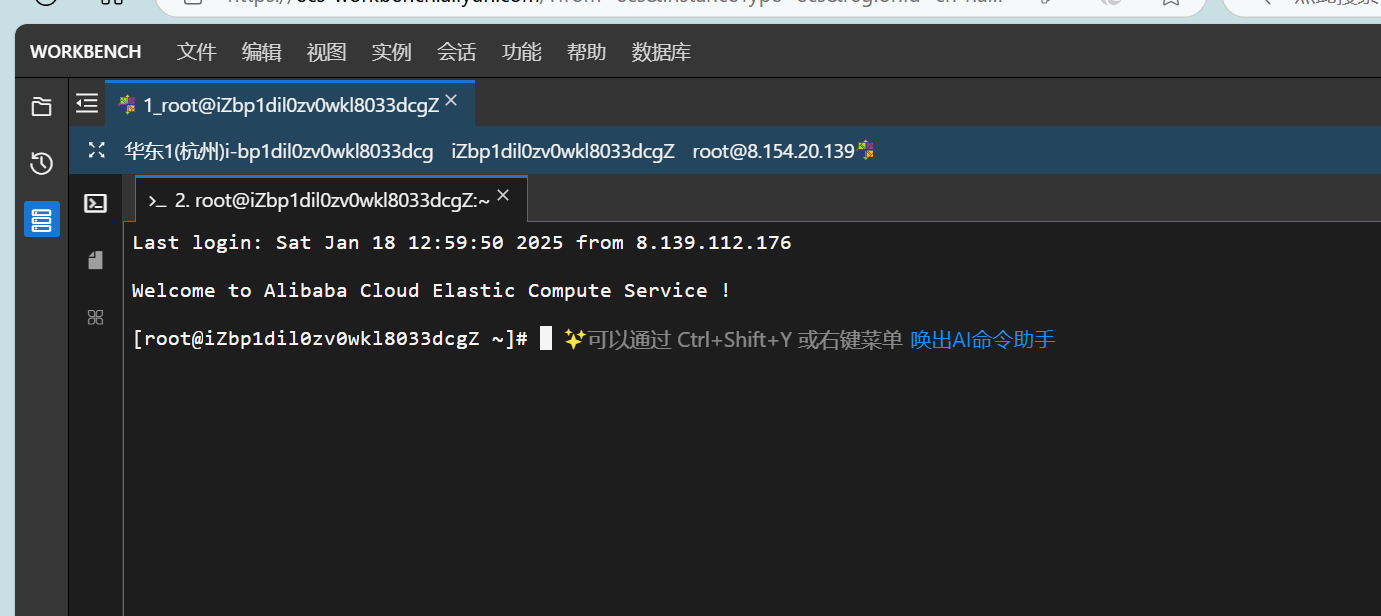 WORKBENCH 文件 编辑 视图 实例 会话 功能 帮助 数据库
1_root@iZbp1dil0zv0wkl8033dcgZ
华东1(杭州)i-bp1dil0zv0wkl8033dcg iZbp1dil0zv0wkl8033dcgZ root@8.154.20.139
>_ 2. root@iZbp1dil0zv0wkl8033dcgZ:~
Last login: Sat Jan 18 12:59:50 2025 from 8.139.112.176
Welcome to Alibaba Cloud Elastic Compute Service !
[root@iZbp1dil0zv0wkl8033dcgZ ~]# ✨可以通过 Ctrl+Shift+Y 或右键菜单 唤出AI命令助手